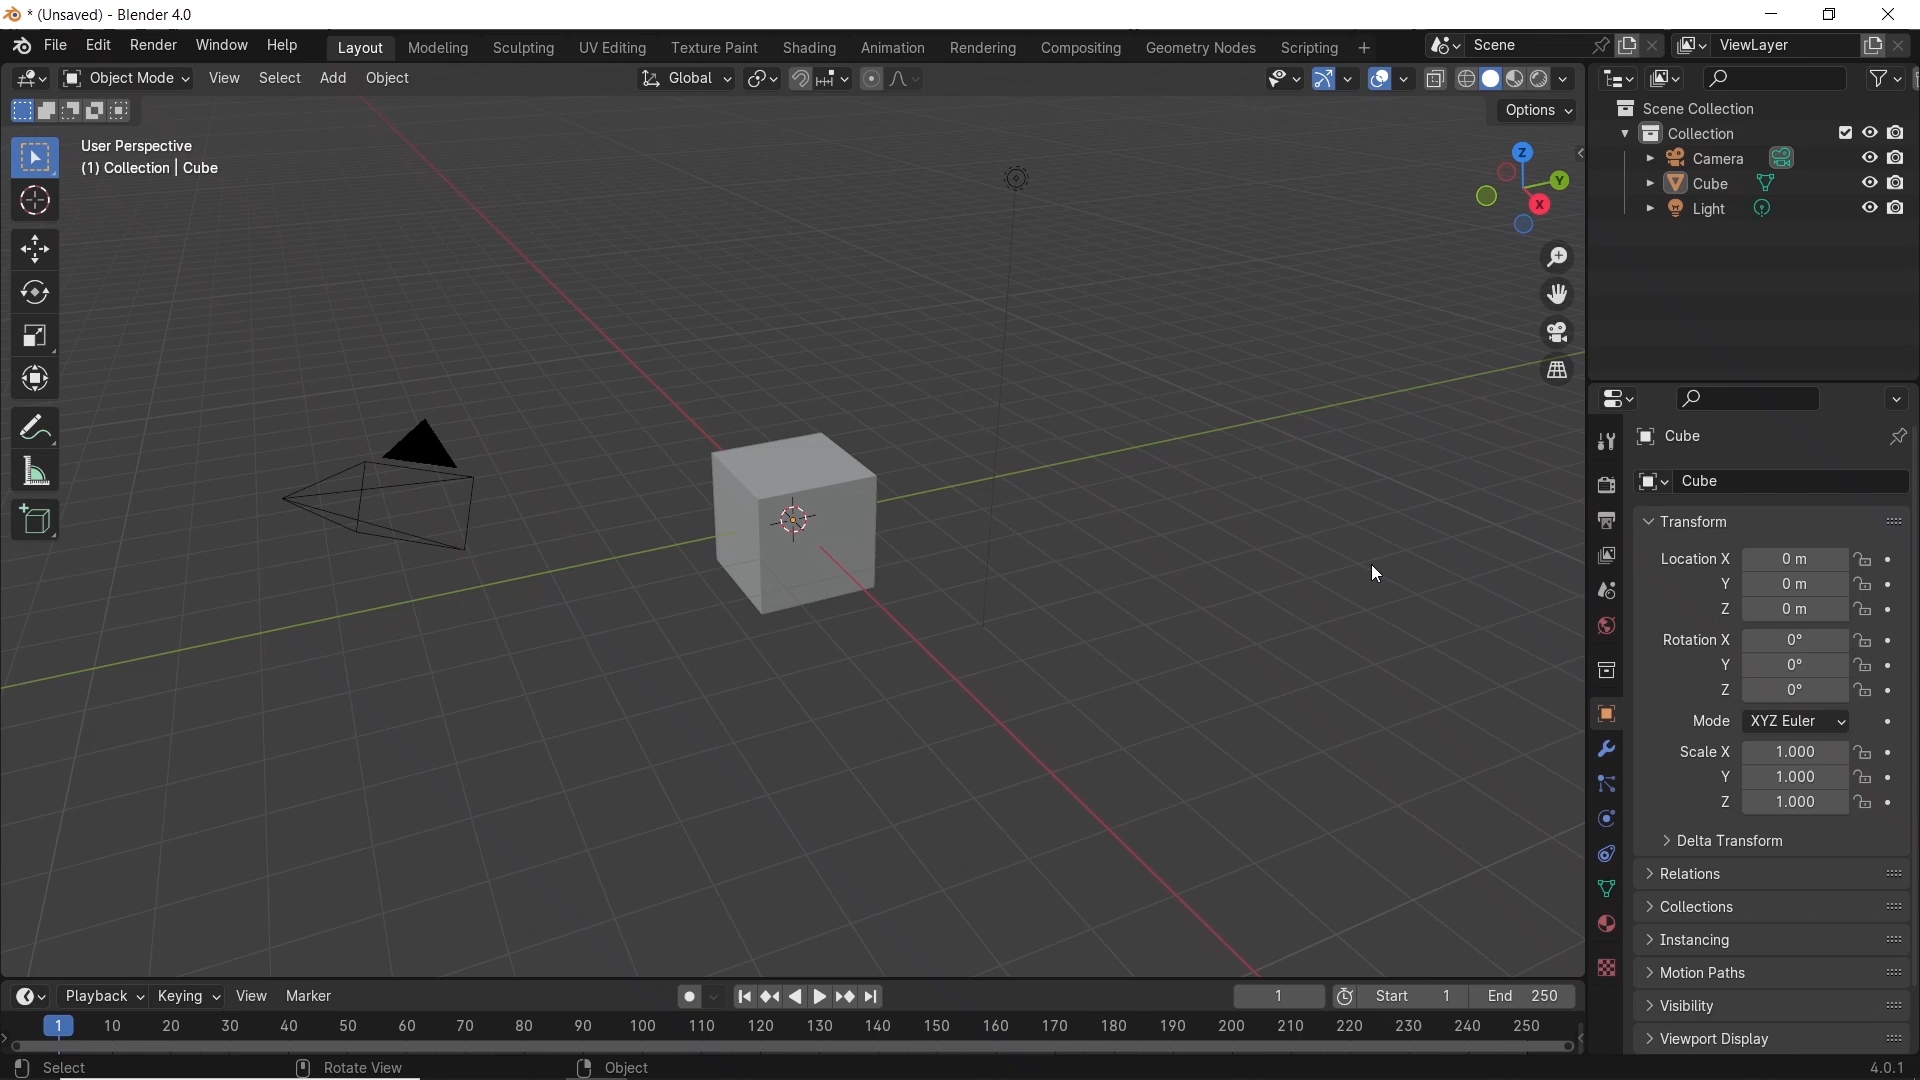 * (Unsaved) - Blender 4.0
File Edit Render Window Help Layout Modeling Sculpting UV Editing Texture Paint Shading Animation Rendering Compositing Geometry Nodes Scripting + Scene ViewLayer
Object Mode View Select Add Object Global
Options
User Perspective
(1) Collection | Cube
Z
Y
X
Scene Collection
Collection
Camera
Cube
Light
Cube
Cube
Transform
Location X 0 m
Y 0 m
Z 0 m
Rotation X 0°
Y 0°
Z 0°
Mode XYZ Euler
Scale X 1.000
Y 1.000
Z 1.000
Delta Transform
Relations
Collections
Instancing
Motion Paths
Visibility
Viewport Display
Playback Keying View Marker 1 Start 1 End 250
1 10 20 30 40 50 60 70 80 90 100 110 120 130 140 150 160 170 180 190 200 210 220 230 240 250
Select Rotate View Object 4.0.1